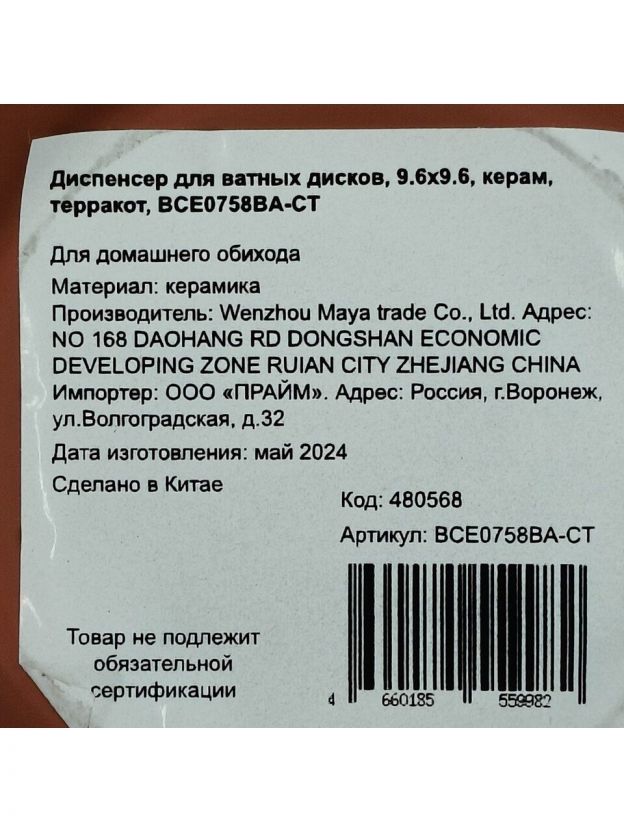 Диспенсер для ватных дисков, 9.6х9.6, керам,
терракот, BCE0758BA-CT
Для домашнего обихода
Материал: керамика
Производитель: Wenzhou Maya trade Co., Ltd. Адрес:
NO 168 DAOHANG RD DONGSHAN ECONOMIC
DEVELOPING ZONE RUIAN CITY ZHEJIANG CHINA
Импортер: ООО «ПРАЙМ». Адрес: Россия, г.Воронеж,
ул.Волгоградская, д.32
Дата изготовления: май 2024
Сделано в Китае
Код: 480568
Артикул: BCE0758BA-CT
Товар не подлежит
обязательной
сертификации
4 660185 559982